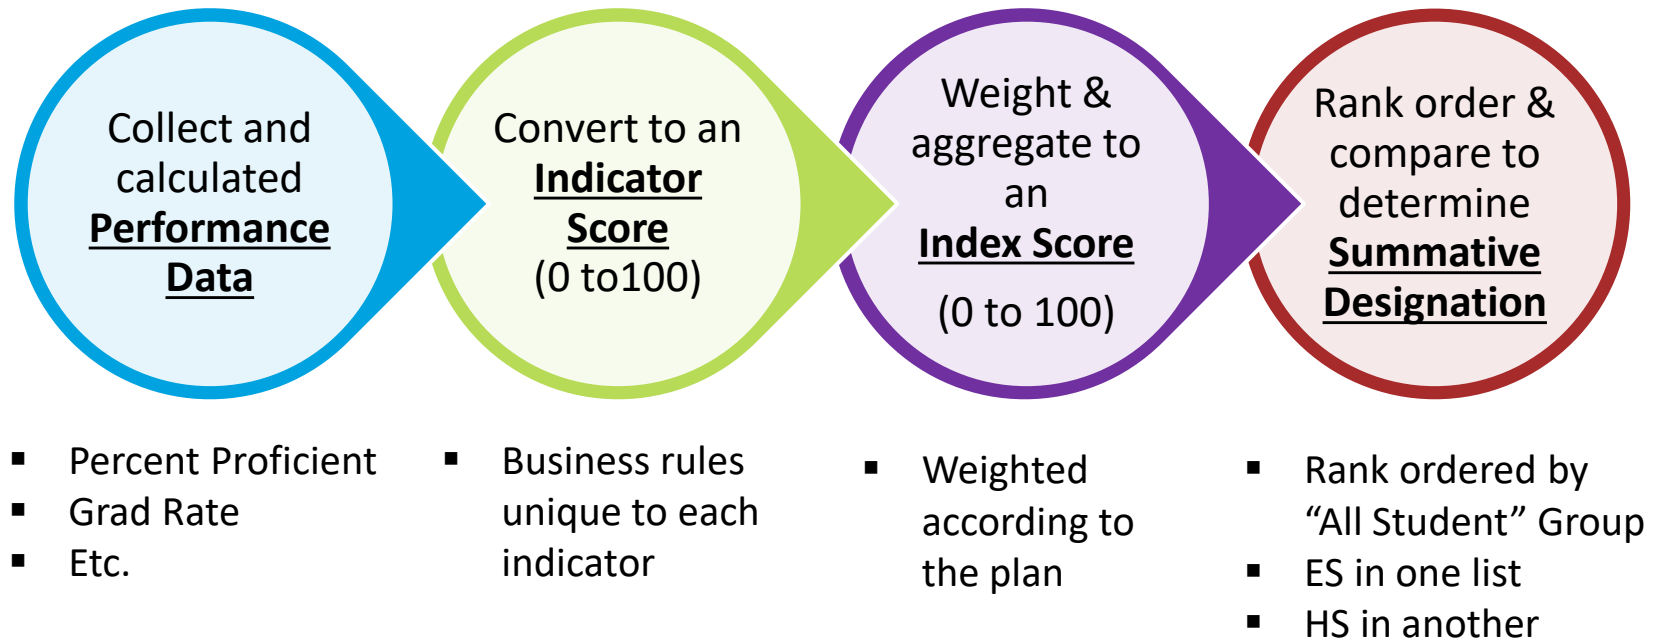 Collect and
calculated
Performance
Data
Convert to an
Indicator
Score
(0 to100)
Weight &
aggregate to
an
Index Score
(0 to 100)
Rank order &
compare to
determine
Summative
Designation
▪ Percent Proficient
▪ Grad Rate
▪ Etc.
▪ Business rules
unique to each
indicator
▪ Weighted
according to
the plan
▪ Rank ordered by
“All Student” Group
▪ ES in one list
▪ HS in another